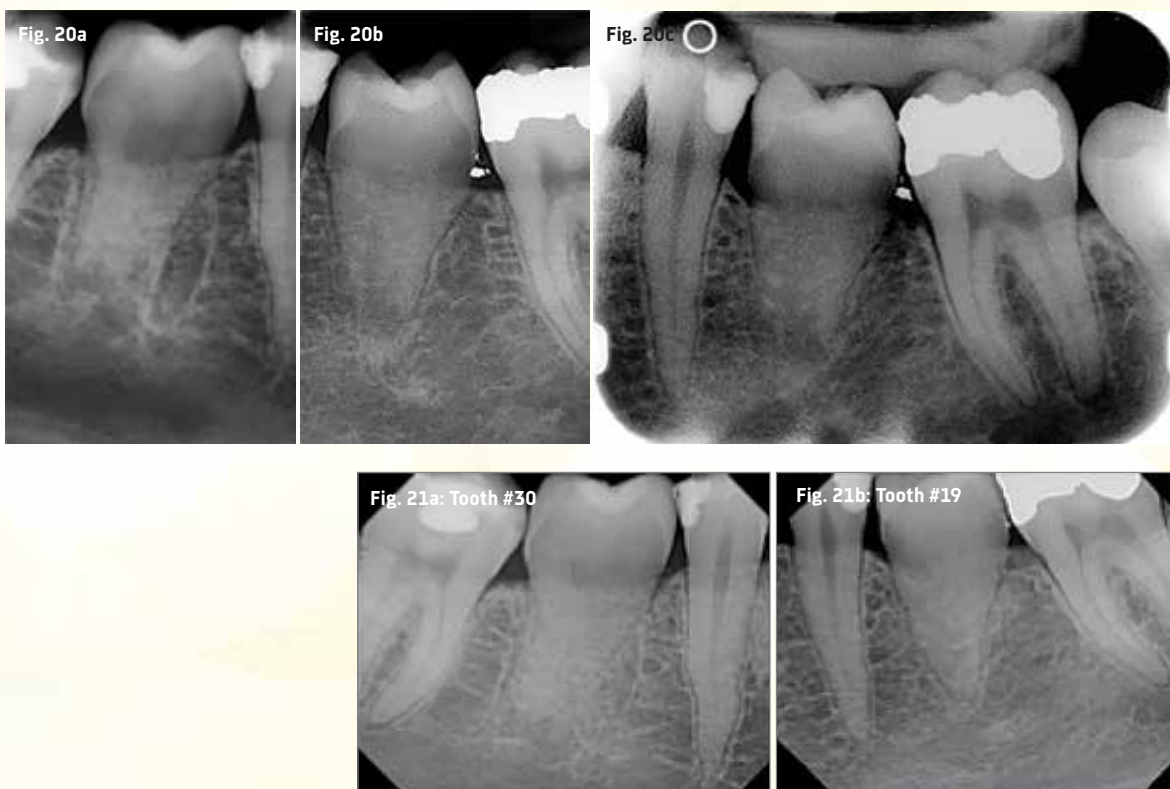 Fig. 20a
Fig. 20b
Fig. 20c
Fig. 21a: Tooth #30
Fig. 21b: Tooth #19